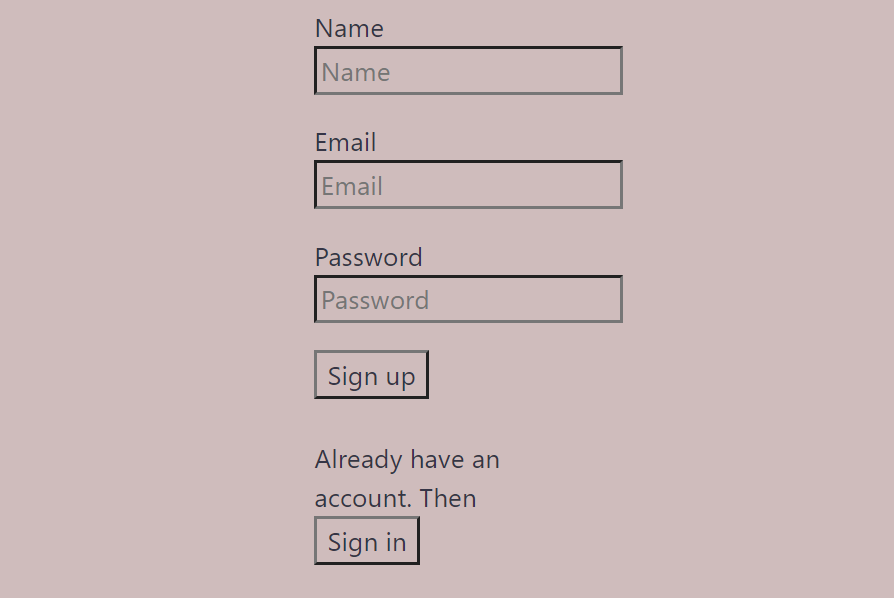 Name
Name
Email
Email
Password
Password
Sign up
Already have an
account. Then
Sign in